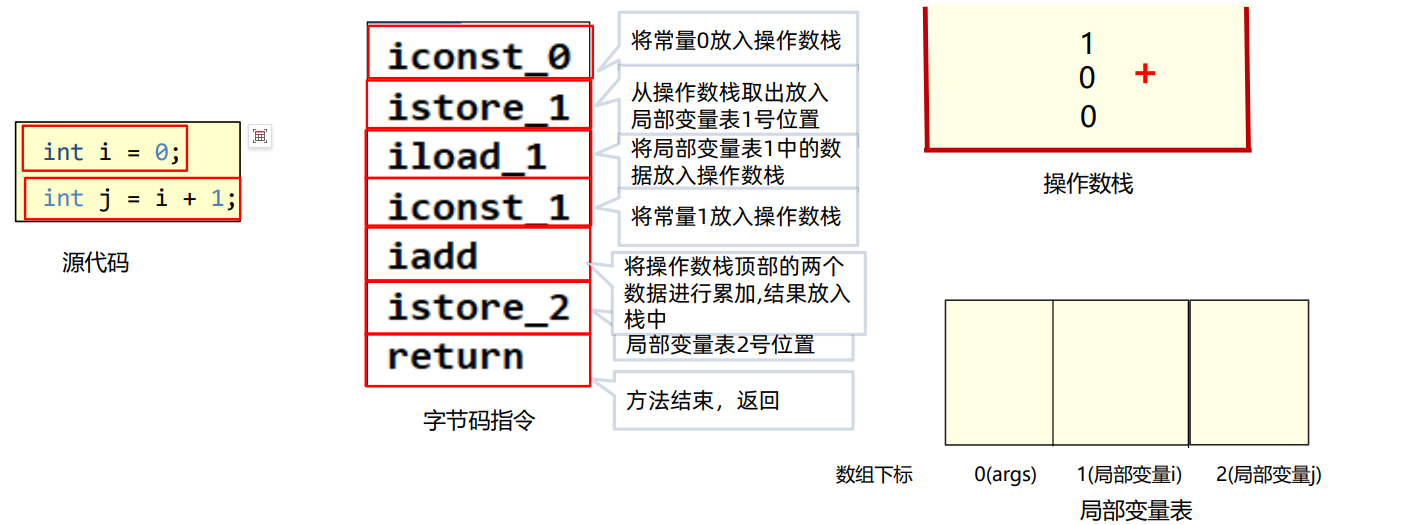 int i = 0;
int j = i + 1;
源代码
iconst_0
istore_1
iload_1
iconst_1
iadd
istore_2
return
字节码指令
将常量0放入操作数栈
从操作数栈取出放入
局部变量表1号位置
将局部变量表1中的数
据放入操作数栈
将常量1放入操作数栈
将操作数栈顶部的两个
数据进行累加,结果放入
栈中
局部变量表2号位置
方法结束，返回
1
0 +
0
操作数栈
数组下标 0(args) 1(局部变量i) 2(局部变量j)
局部变量表